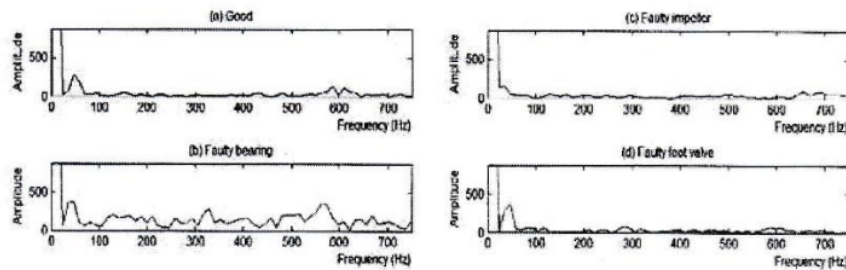 (a) Good
Amplitude
500
0
0 100 200 300 400 500 600 700
Frequency (Hz)
(b) Faulty bearing
Amplitude
500
0
0 100 200 300 400 500 600 700
Frequency (Hz)
(c) Faulty impeller
Amplitude
500
0
0 100 200 300 400 500 600 700
Frequency (Hz)
(d) Faulty foot valve
Amplitude
500
0
0 100 200 300 400 500 600 700
Frequency (Hz)